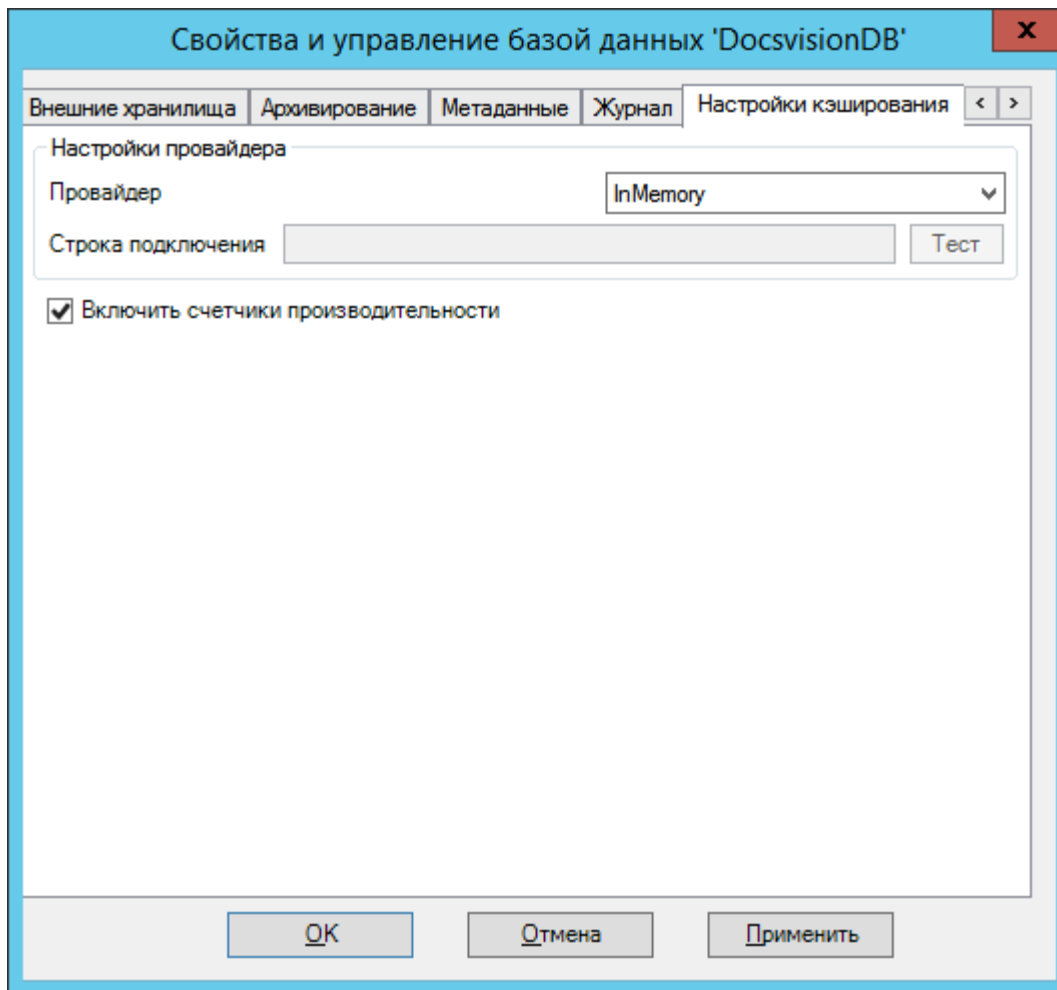 Свойства и управление базой данных 'DocsvisionDB'
x
Внешние хранилища Архивирование Метаданные Журнал Настройки кэширования < >
Настройки провайдера
Провайдер InMemory
Строка подключения Тест
Включить счетчики производительности
OK Отмена Применить